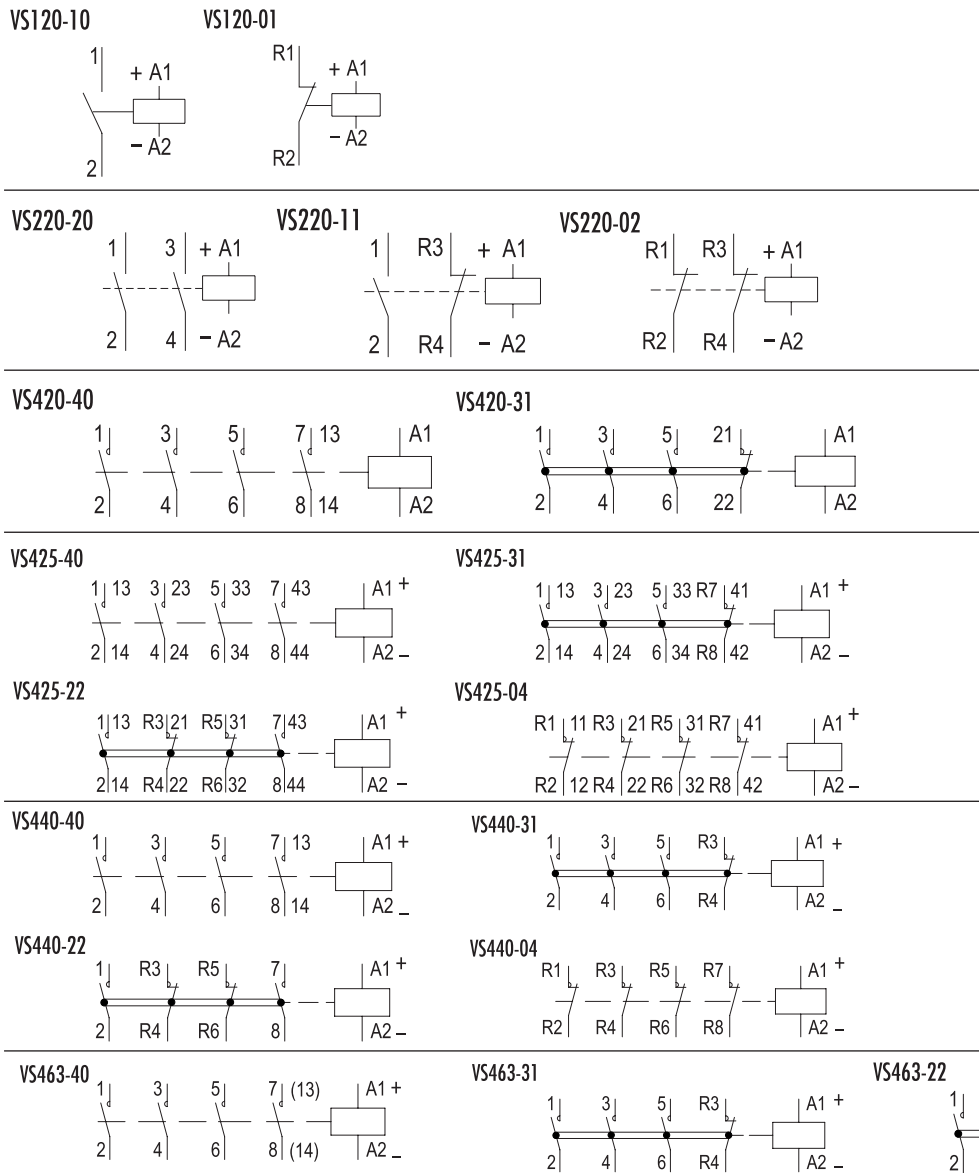 VS120-10 VS120-01
1 + A1 R1 + A1
2 − A2 R2 − A2
VS220-20 VS220-11 VS220-02
1 3 + A1 1 R3 + A1 R1 R3 + A1
2 4 − A2 2 R4 − A2 R2 R4 − A2
VS420-40 VS420-31
1 3 5 7 13 A1 1 3 5 21 A1
2 4 6 8 14 A2 2 4 6 22 A2
VS425-40 VS425-31
1 13 3 23 5 33 7 43 A1 + 1 13 3 23 5 33 R7 41 A1 +
2 14 4 24 6 34 8 44 A2 − 2 14 4 24 6 34 R8 42 A2 −
VS425-22 VS425-04
1 13 R3 21 R5 31 7 43 A1 + R1 11 R3 21 R5 31 R7 41 A1 +
2 14 R4 22 R6 32 8 44 A2 − R2 12 R4 22 R6 32 R8 42 A2 −
VS440-40 VS440-31
1 3 5 7 13 A1 + 1 3 5 R3 A1 +
2 4 6 8 14 A2 − 2 4 6 R4 A2 −
VS440-22 VS440-04
1 R3 R5 7 A1 + R1 R3 R5 R7 A1 +
2 R4 R6 8 A2 − R2 R4 R6 R8 A2 −
VS463-40 VS463-31 VS463-22
1 3 5 7 (13) A1 + 1 3 5 R3 A1 + 1
2 4 6 8 (14) A2 − 2 4 6 R4 A2 − 2